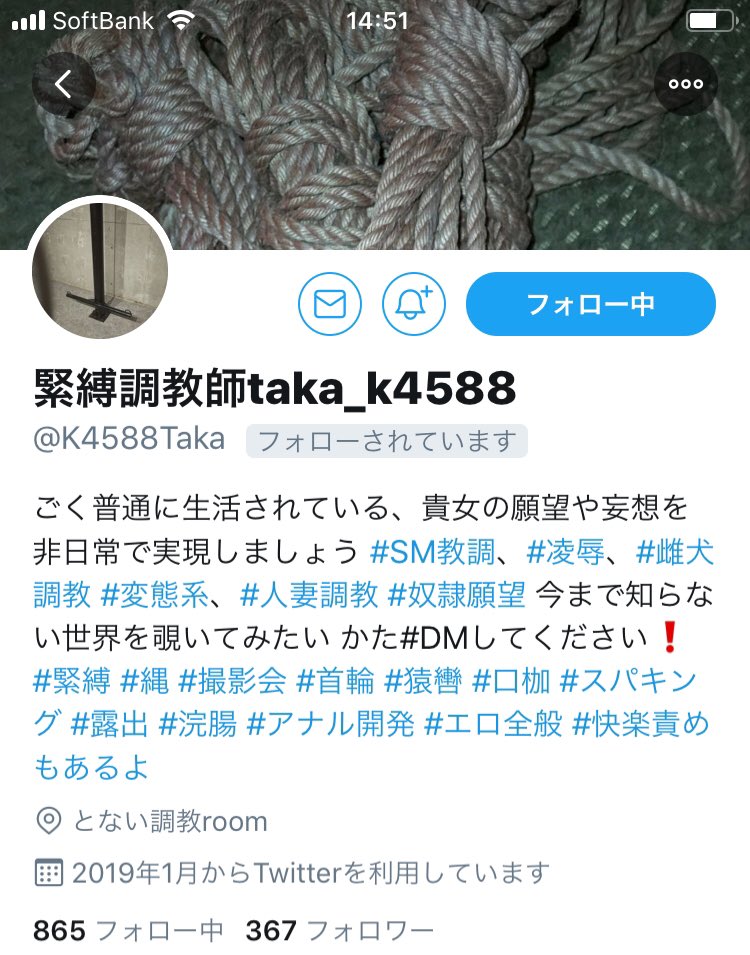 SoftBank 14:51
フォロー中
緊縛調教師taka_k4588
@K4588Taka フォローされています
ごく普通に生活されている、貴女の願望や妄想を
非日常で実現しましょう #SM教調、#凌辱、#雌犬
調教 #変態系、#人妻調教 #奴隷願望 今まで知らな
い世界を覗いてみたい かた#DMしてください❗
#緊縛 #縄 #撮影会 #首輪 #猿轡 #口枷 #スパキン
グ #露出 #浣腸 #アナル開発 #エロ全般 #快楽責め
もあるよ
とない調教room
2019年1月からTwitterを利用しています
865 フォロー中 367 フォロワー